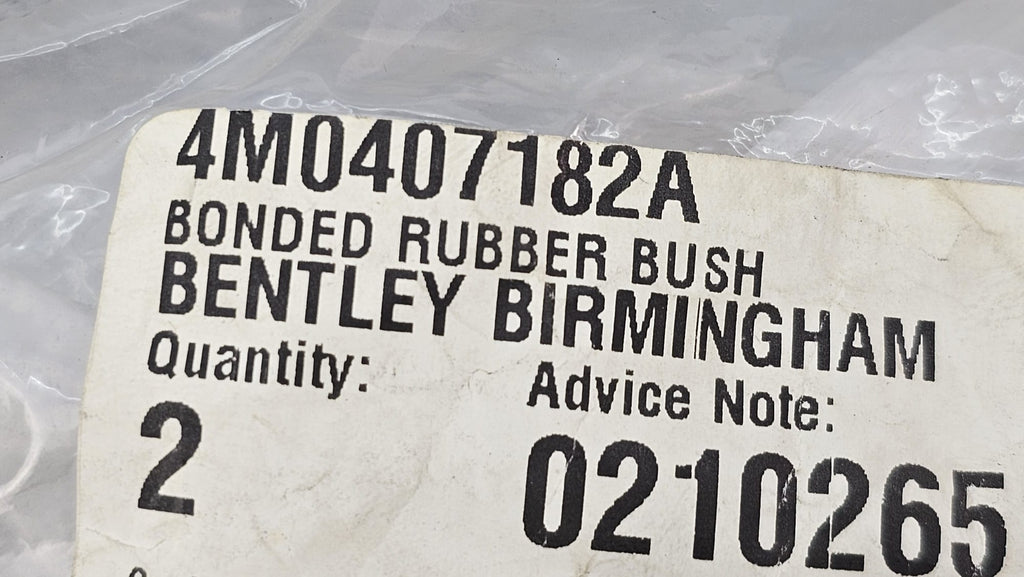 4M0407182A
BONDED RUBBER BUSH
BENTLEY BIRMINGHAM
Quantity: Advice Note:
2 0210265